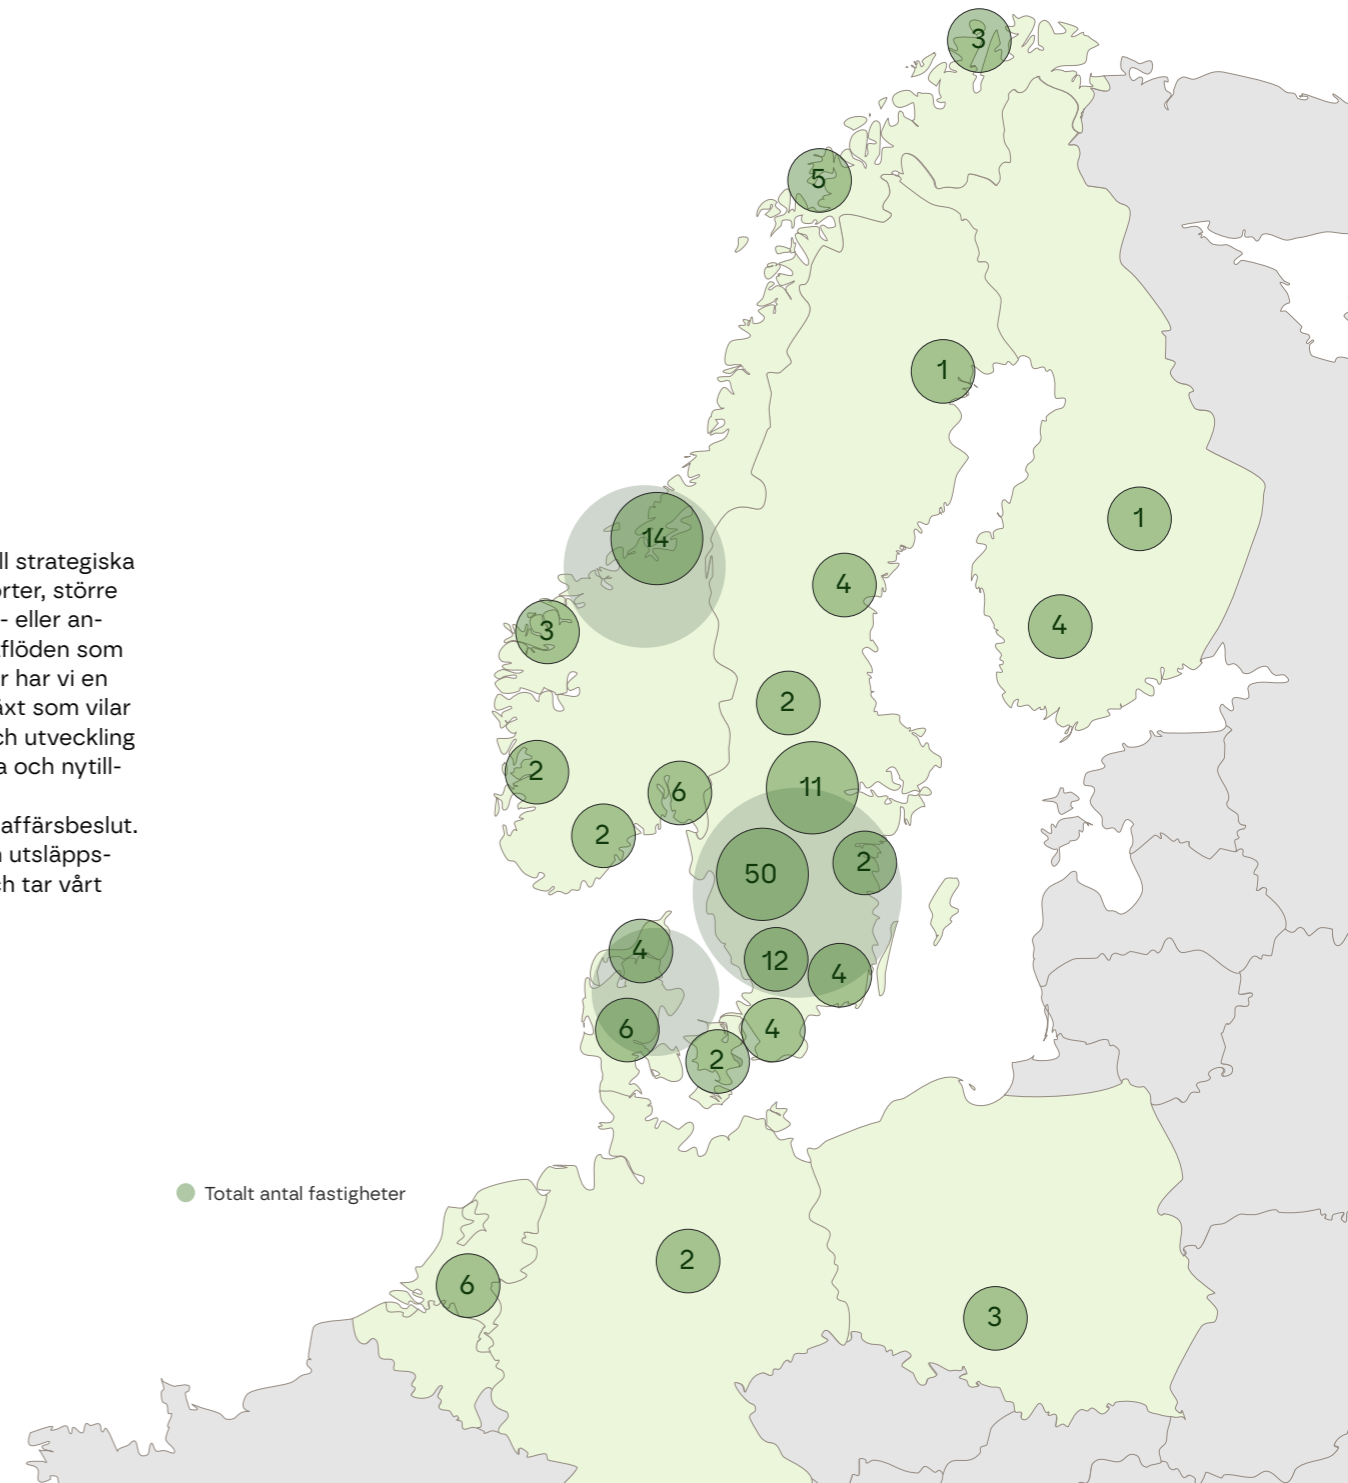 3
5
1
14
1
ll strategiska
orter, större
4
- eller an-
3
4
kflöden som
r har vi en
äxt som vilar
2
ch utveckling
a och nytill-
2
6
11
affärsbeslut.
2
n utsläpps-
50
2
ch tar vårt
4
12
4
6
4
2
Totalt antal fastigheter
6
2
3